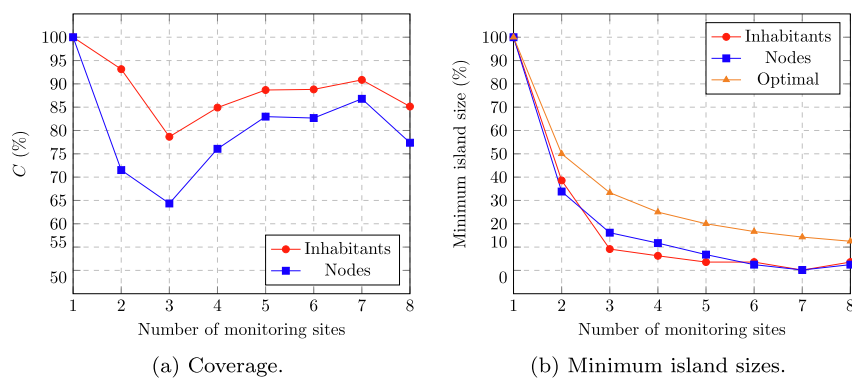 100
95
90
85
80
75
70
65
60
55
50
C (%)
1 2 3 4 5 6 7 8
Number of monitoring sites
Inhabitants
Nodes
(a) Coverage.
100
90
80
70
60
50
40
30
20
10
0
Minimum island size (%)
1 2 3 4 5 6 7 8
Number of monitoring sites
Inhabitants
Nodes
Optimal
(b) Minimum island sizes.